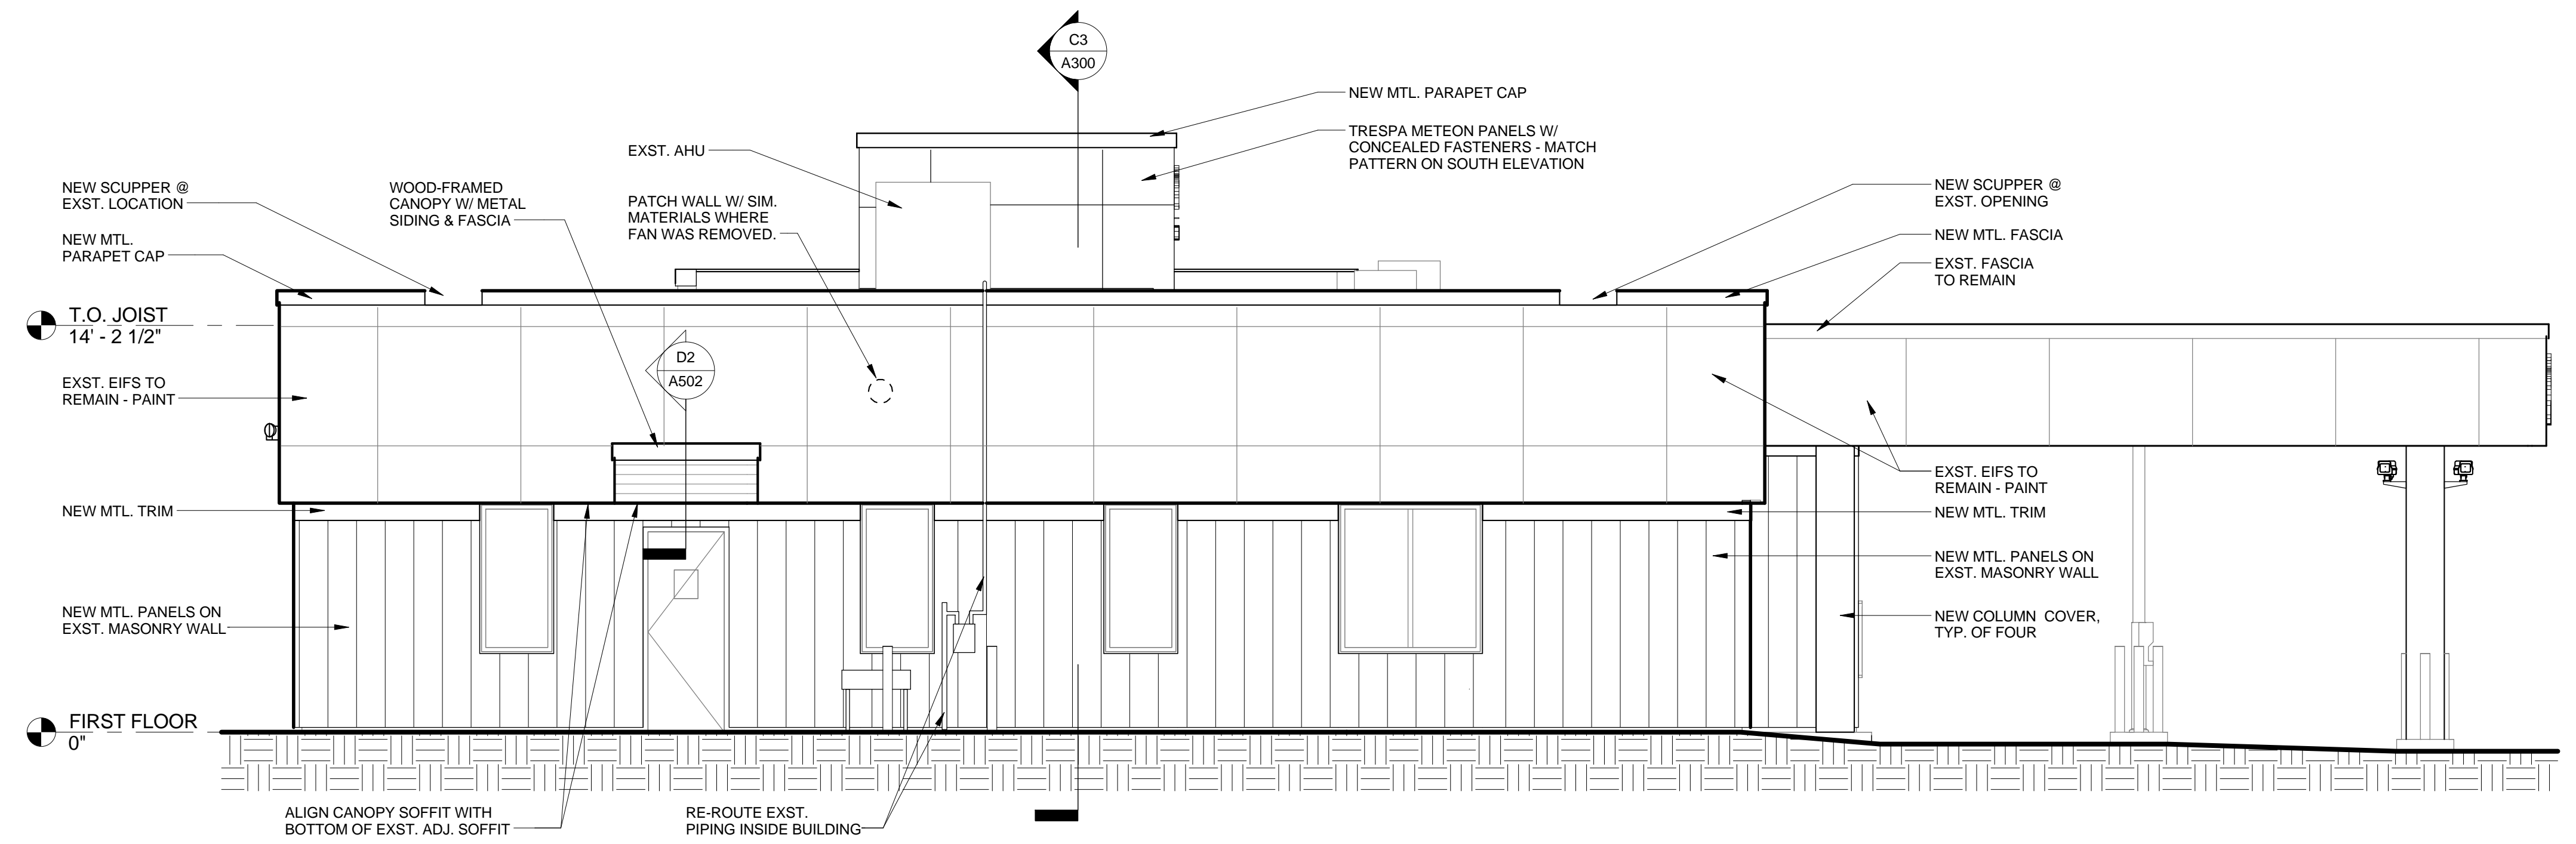 C3
A300
NEW MTL. PARAPET CAP
TRESPA METEON PANELS W/
CONCEALED FASTENERS - MATCH
PATTERN ON SOUTH ELEVATION
EXST. AHU
NEW SCUPPER @
EXST. LOCATION
WOOD-FRAMED
CANOPY W/ METAL
SIDING & FASCIA
PATCH WALL W/ SIM.
MATERIALS WHERE
FAN WAS REMOVED.
NEW SCUPPER @
EXST. OPENING
NEW MTL.
PARAPET CAP
NEW MTL. FASCIA
EXST. FASCIA
TO REMAIN
T.O. JOIST
14' - 2 1/2"
D2
A502
EXST. EIFS TO
REMAIN - PAINT
EXST. EIFS TO
REMAIN - PAINT
NEW MTL. TRIM
NEW MTL. TRIM
NEW MTL. PANELS ON
EXST. MASONRY WALL
NEW MTL. PANELS ON
EXST. MASONRY WALL
NEW COLUMN COVER,
TYP. OF FOUR
FIRST FLOOR
0"
ALIGN CANOPY SOFFIT WITH
BOTTOM OF EXST. ADJ. SOFFIT
RE-ROUTE EXST.
PIPING INSIDE BUILDING